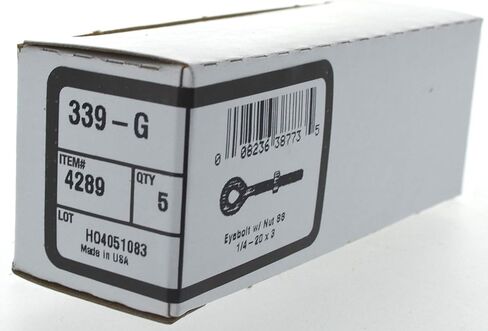 339-G
ITEM#
4289
QTY
5
LOT
HO4051083
Made in USA
0 08236 38773 5
Eyebolt w/ Nut SS
1/4-20 x 3